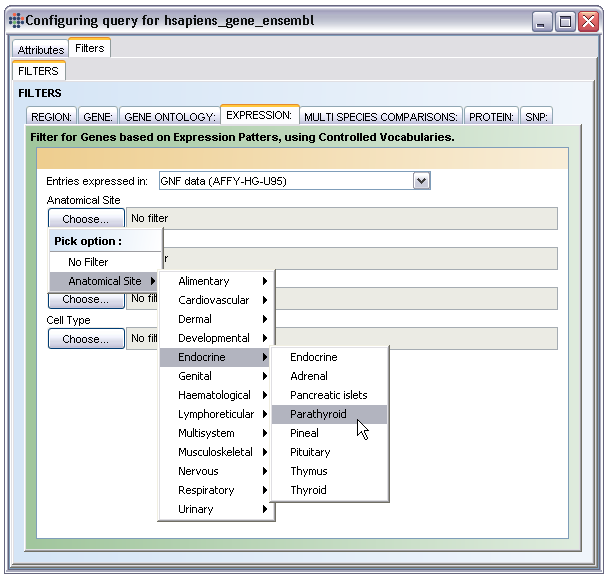 Configuring query for hsapiens_gene_ensembl
Attributes Filters
FILTERS
FILTERS
REGION: GENE: GENE ONTOLOGY: EXPRESSION: MULTI SPECIES COMPARISONS: PROTEIN: SNP:
Filter for Genes based on Expression Patters, using Controlled Vocabularies.
Entries expressed in: GNF data (AFFY-HG-U95)
Anatomical Site
Choose... No filter
Pick option :
No Filter
Anatomical Site
Choose... No filt
Cell Type
Choose... No filt
Alimentary
Cardiovascular
Dermal
Developmental
Endocrine
Genital
Haematological
Lymphoreticular
Multisystem
Musculoskeletal
Nervous
Respiratory
Urinary
Endocrine
Adrenal
Pancreatic islets
Parathyroid
Pineal
Pituitary
Thymus
Thyroid